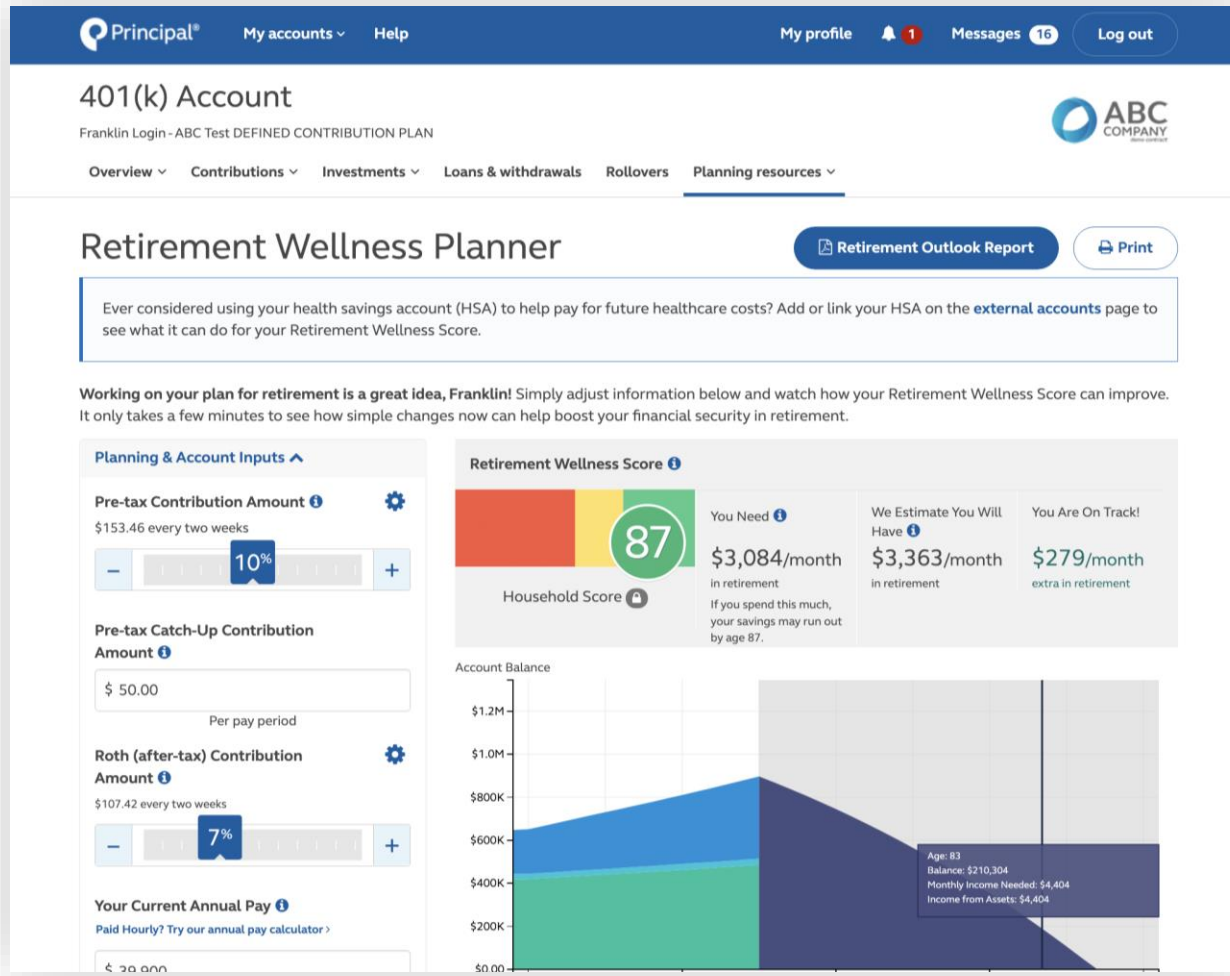 Principal®
My accounts
Help
My profile
1
Messages 16
Log out
401(k) Account
Franklin Login - ABC Test DEFINED CONTRIBUTION PLAN
ABC
COMPANY
demo contract
Overview
Contributions
Investments
Loans & withdrawals
Rollovers
Planning resources
Retirement Wellness Planner
Retirement Outlook Report
Print
Ever considered using your health savings account (HSA) to help pay for future healthcare costs? Add or link your HSA on the external accounts page to
see what it can do for your Retirement Wellness Score.
Working on your plan for retirement is a great idea, Franklin! Simply adjust information below and watch how your Retirement Wellness Score can improve.
It only takes a few minutes to see how simple changes now can help boost your financial security in retirement.
Planning & Account Inputs
Pre-tax Contribution Amount
$153.46 every two weeks
–
10%
+
Pre-tax Catch-Up Contribution
Amount
$ 50.00
Per pay period
Roth (after-tax) Contribution
Amount
$107.42 every two weeks
–
7%
+
Your Current Annual Pay
Paid Hourly? Try our annual pay calculator >
$ 39,900
Retirement Wellness Score
87
Household Score
You Need
$3,084/month
in retirement
If you spend this much,
your savings may run out
by age 87.
We Estimate You Will
Have
$3,363/month
in retirement
You Are On Track!
$279/month
extra in retirement
Account Balance
$1.2M
$1.0M
$800K
$600K
$400K
$200K
$0.00
Age: 83
Balance: $210,304
Monthly Income Needed: $4,404
Income from Assets: $4,404